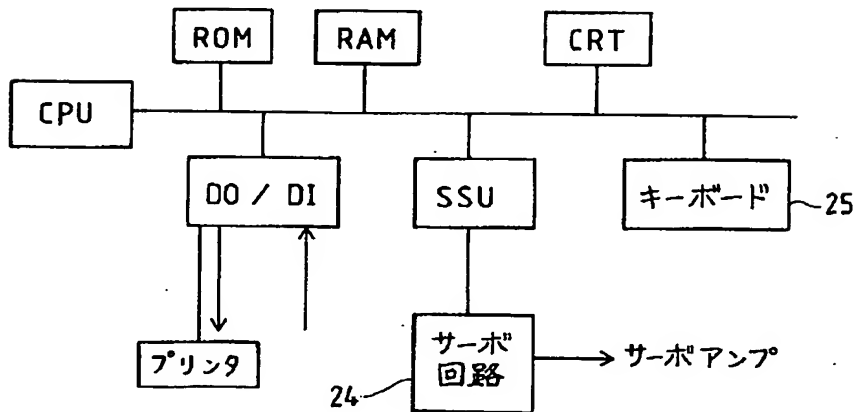 ROM
RAM
CRT
CPU
DO / DI
SSU
キーボード
25
プリンタ
サーボ
回路
24
サーボアンプ